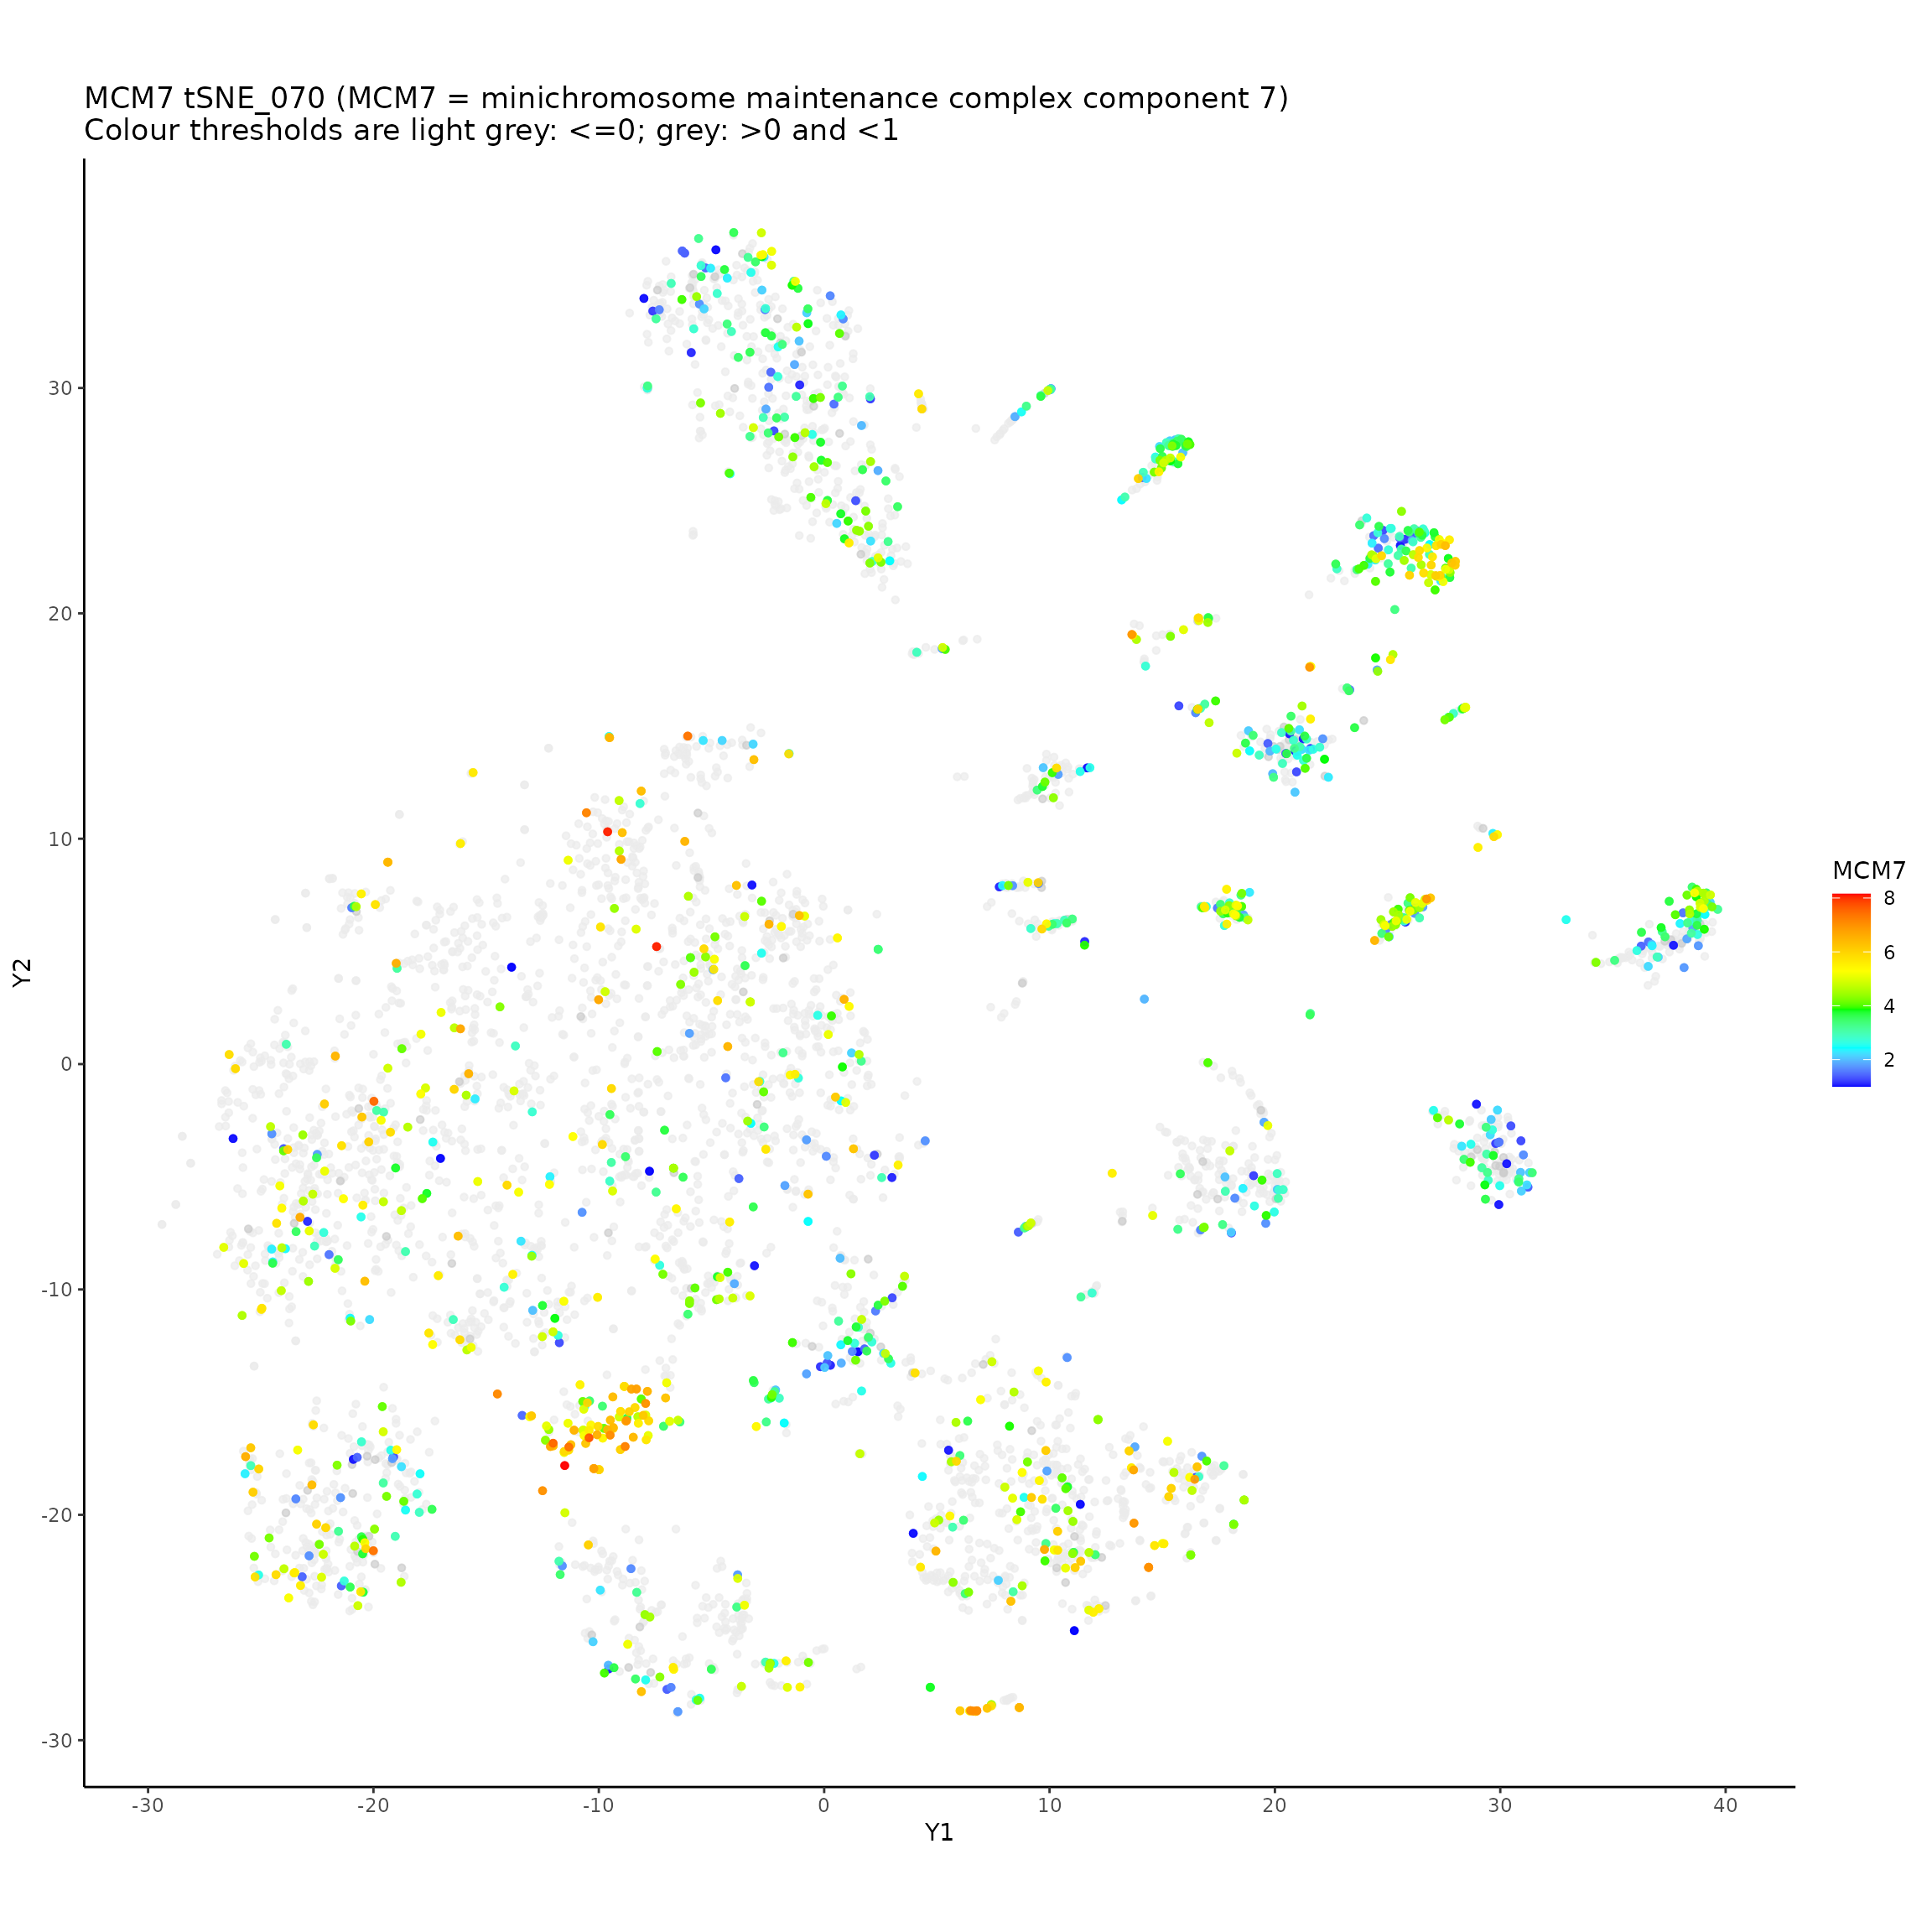 MCM7 tSNE_070 (MCM7 = minichromosome maintenance complex component 7)
Colour thresholds are light grey: <=0; grey: >0 and <1
Y2
30
20
10
0
-10
-20
-30
-30 -20 -10 0 10 20 30 40
Y1
MCM7
8
6
4
2